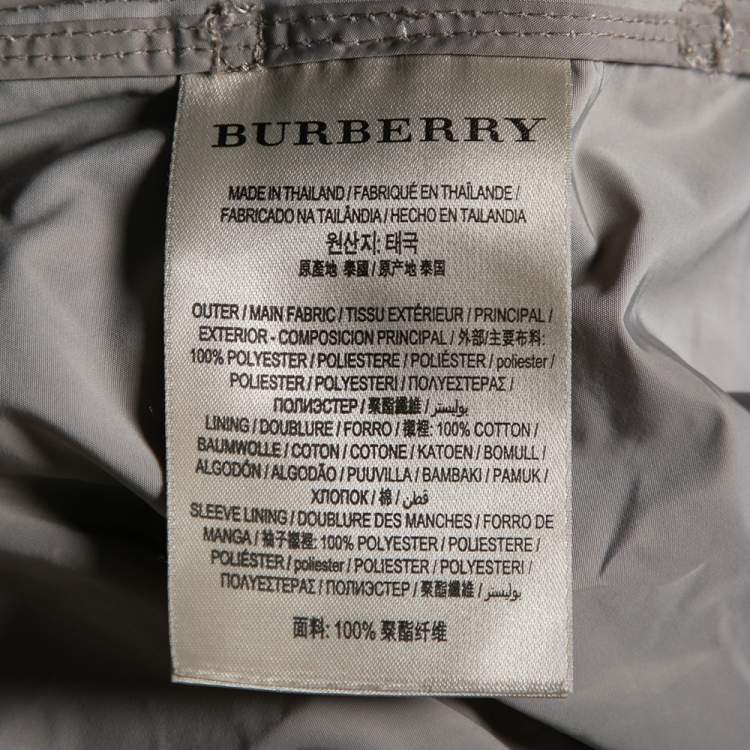 BURBERRY
MADE IN THAILAND / FABRIQUÉ EN THAÏLANDE /
FABRICADO NA TAILÂNDIA / HECHO EN TAILANDIA
원산지: 태국
原產地 泰國 / 原产地 泰国
OUTER / MAIN FABRIC / TISSU EXTÉRIEUR / PRINCIPAL /
EXTERIOR - COMPOSICION PRINCIPAL / 外部/主要布料:
100% POLYESTER / POLIESTERE / POLIÉSTER / poliester /
POLIESTER / POLYESTERI / ΠΟΛΥΕΣΤΕΡΑΣ /
ПОЛИЭСТЕР / 聚酯纖維 / بوليستر
LINING / DOUBLURE / FORRO / 襯裡: 100% COTTON /
BAUMWOLLE / COTON / COTONE / KATOEN / BOMULL /
ALGODÓN / ALGODÃO / PUUVILLA / BAMBAKI / PAMUK /
ХЛОПОК / 棉 / قطن
SLEEVE LINING / DOUBLURE DES MANCHES / FORRO DE
MANGA / 袖子襯裡: 100% POLYESTER / POLIESTERE /
POLIÉSTER / poliester / POLIESTER / POLYESTERI /
ΠΟΛΥΕΣΤΕΡΑΣ / ПОЛИЭСТЕР / 聚酯纖維 / بوليستر
面料: 100% 聚酯纤维